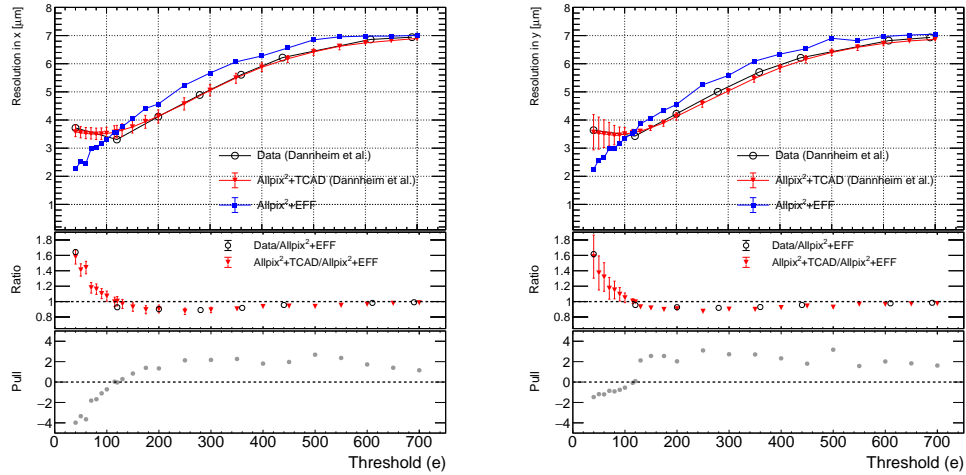 Resolution in x [μm]
8
7
6
5
4
3
2
1
Data (Dannheim et al.)
Allpix²+TCAD (Dannheim et al.)
Allpix²+EFF
Ratio
1.8
1.6
1.4
1.2
1
0.8
Data/Allpix²+EFF
Allpix²+TCAD/Allpix²+EFF
Pull
4
2
0
−2
−4
0 100 200 300 400 500 600 700
Threshold (e)
Resolution in y [μm]
8
7
6
5
4
3
2
1
Data (Dannheim et al.)
Allpix²+TCAD (Dannheim et al.)
Allpix²+EFF
Ratio
1.8
1.6
1.4
1.2
1
0.8
Data/Allpix²+EFF
Allpix²+TCAD/Allpix²+EFF
Pull
4
2
0
−2
−4
0 100 200 300 400 500 600 700
Threshold (e)